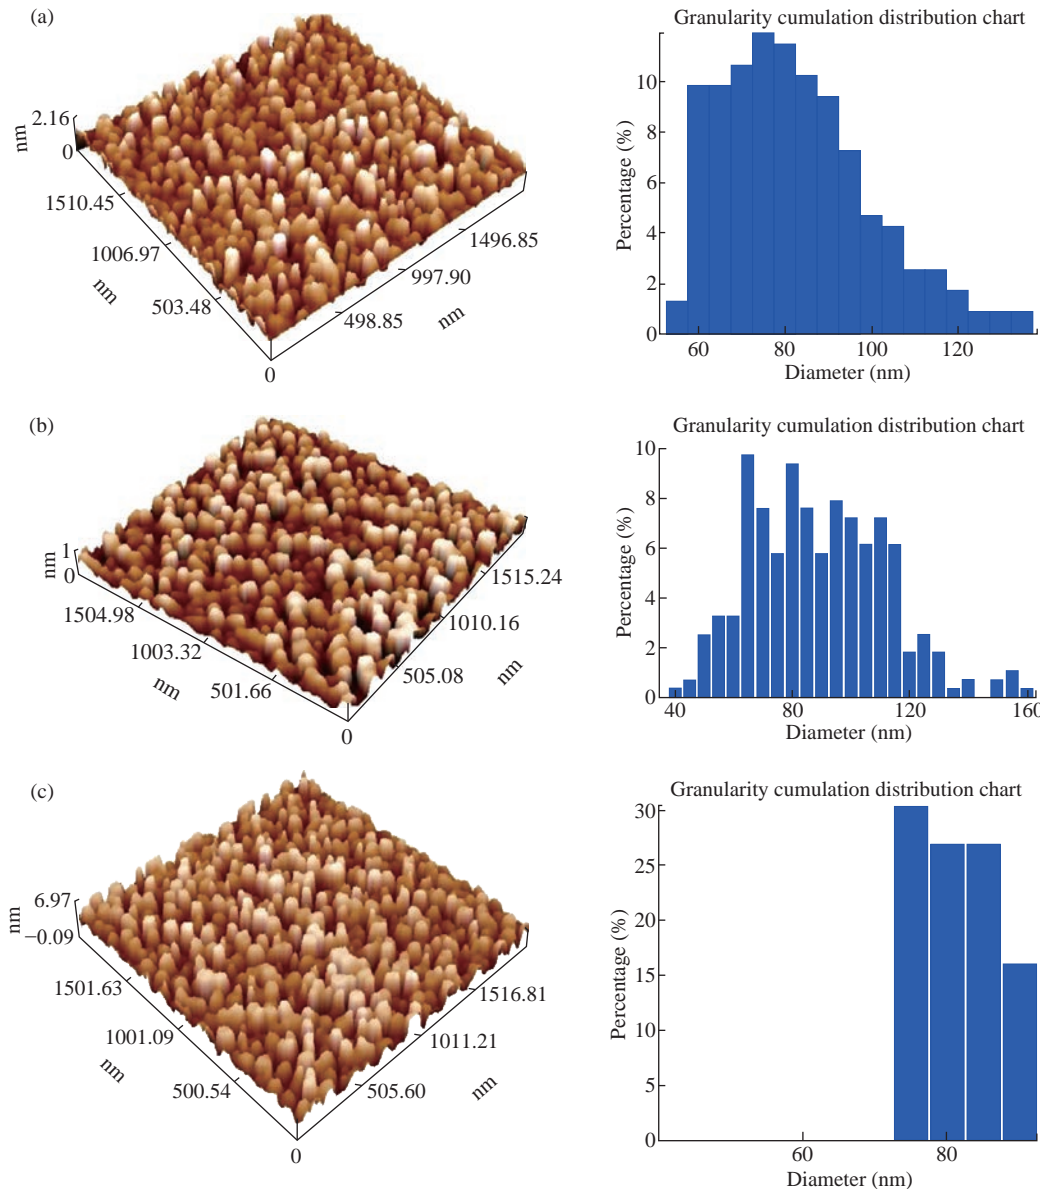 (a)
nm
2.16
0
1510.45
1006.97
503.48
nm
0
498.85
997.90
1496.85
nm
Granularity cumulation distribution chart
Percentage (%)
10
8
6
4
2
0
60
80
100
120
Diameter (nm)
(b)
nm
1
0
1504.98
1003.32
501.66
nm
0
505.08
1010.16
1515.24
nm
Granularity cumulation distribution chart
Percentage (%)
10
8
6
4
2
0
40
80
120
160
Diameter (nm)
(c)
nm
6.97
−0.09
1501.63
1001.09
500.54
nm
0
505.60
1011.21
1516.81
nm
Granularity cumulation distribution chart
Percentage (%)
30
25
20
15
10
5
0
60
80
Diameter (nm)